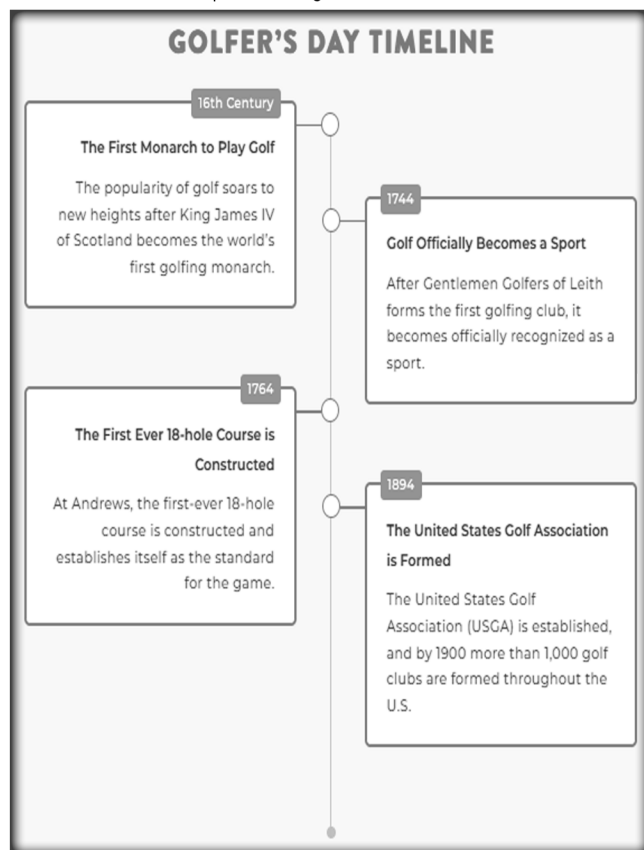 GOLFER'S DAY TIMELINE
16th Century
The First Monarch to Play Golf
The popularity of golf soars to
new heights after King James IV
of Scotland becomes the world's
first golfing monarch.
1744
Golf Officially Becomes a Sport
After Gentlemen Golfers of Leith
forms the first golfing club, it
becomes officially recognized as a
sport.
1764
The First Ever 18-hole Course is
Constructed
At Andrews, the first-ever 18-hole
course is constructed and
establishes itself as the standard
for the game.
1894
The United States Golf Association
is Formed
The United States Golf
Association (USGA) is established,
and by 1900 more than 1,000 golf
clubs are formed throughout the
U.S.